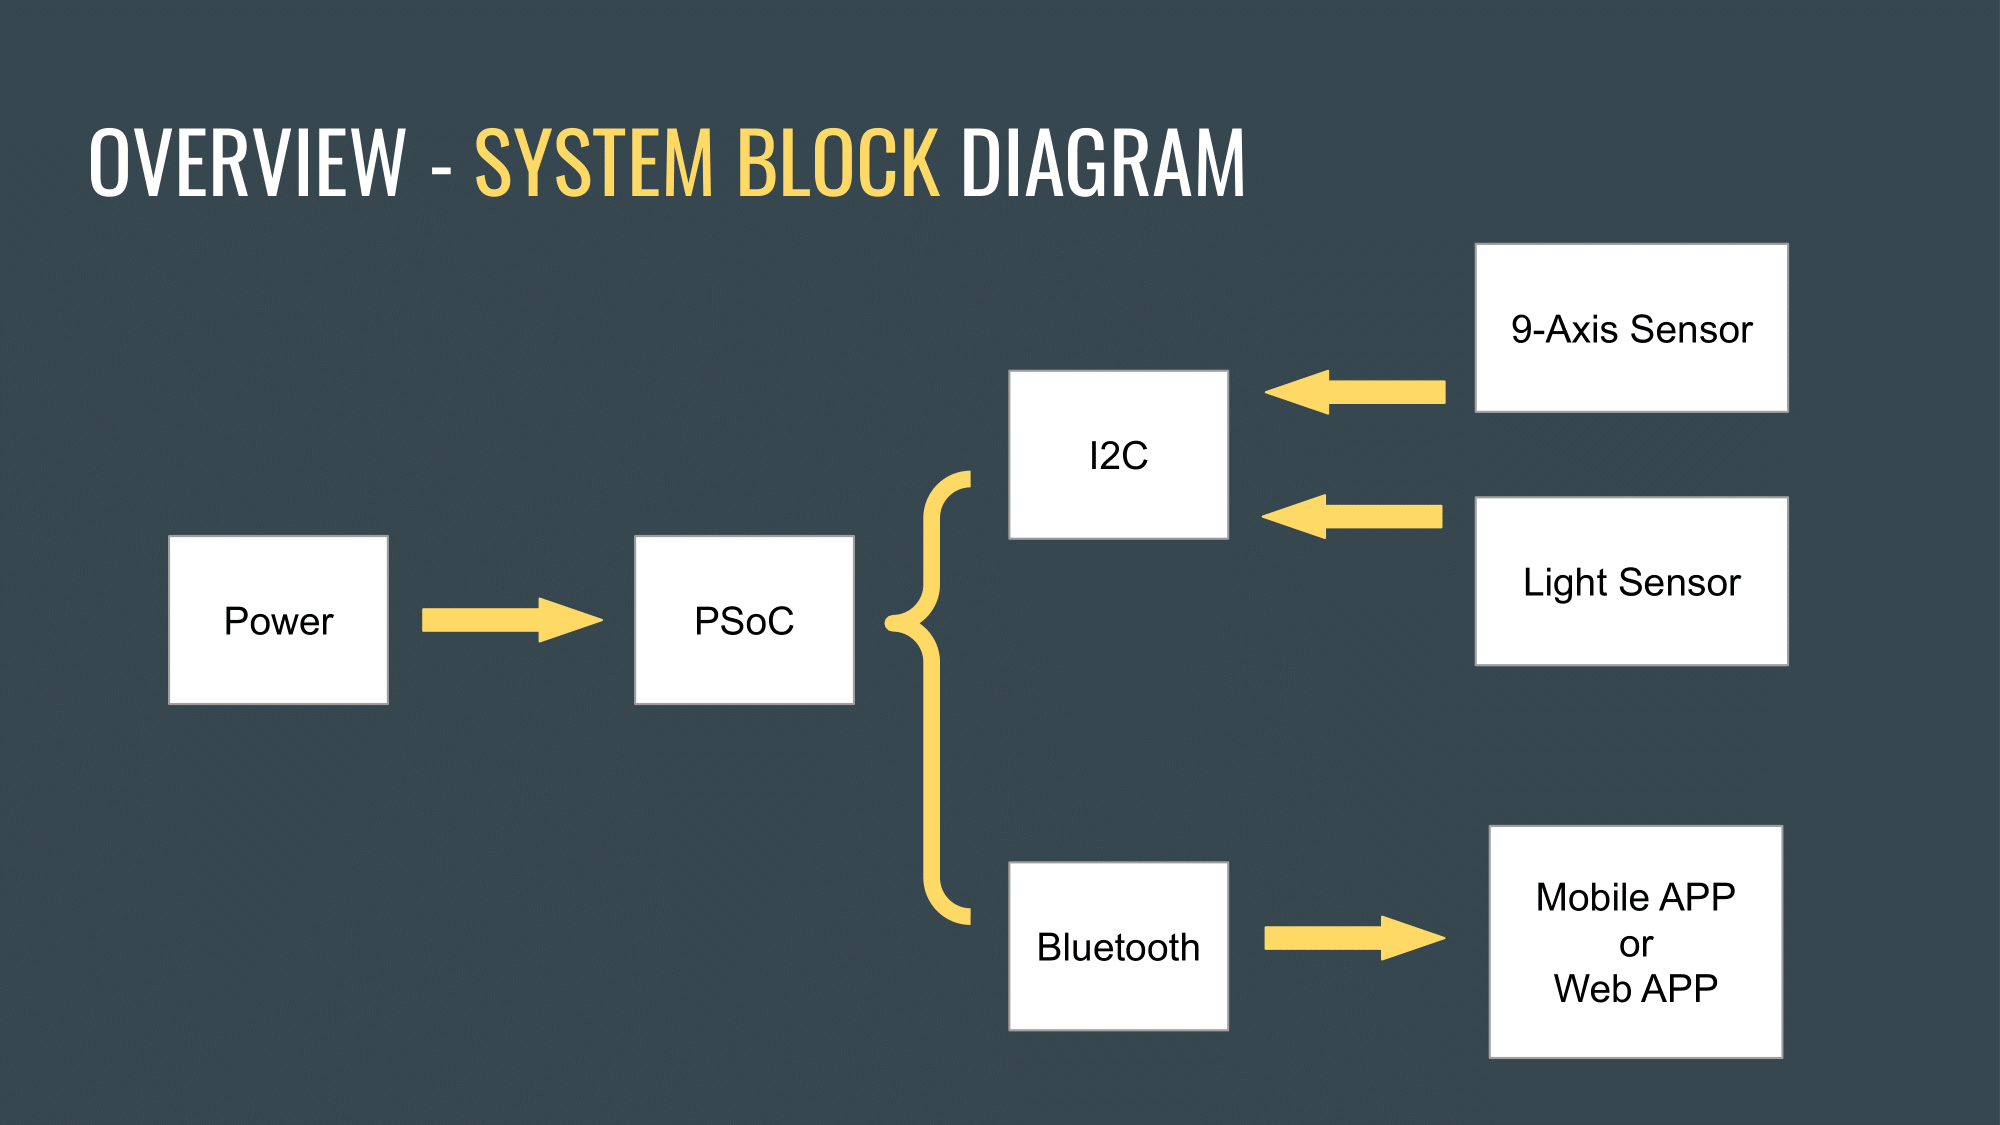 OVERVIEW - SYSTEM BLOCK DIAGRAM
9-Axis Sensor
I2C
Light Sensor
Power
PSoC
Bluetooth
Mobile APP
or
Web APP